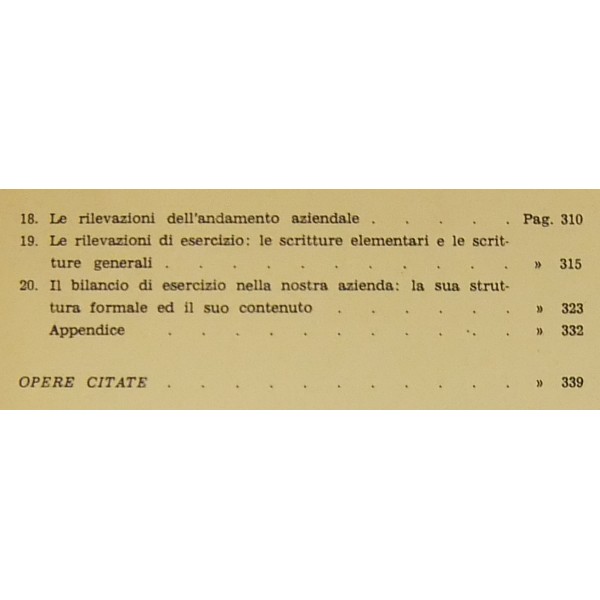 18. Le rilevazioni dell'andamento aziendale . . . . . Pag. 310
19. Le rilevazioni di esercizio: le scritture elementari e le scrit-
ture generali . . . . . . . . . . . » 315
20. Il bilancio di esercizio nella nostra azienda: la sua strut-
tura formale ed il suo contenuto . . . . . . » 323
Appendice . . . . . . . . . . . » 332
OPERE CITATE . . . . . . . . . . . » 339